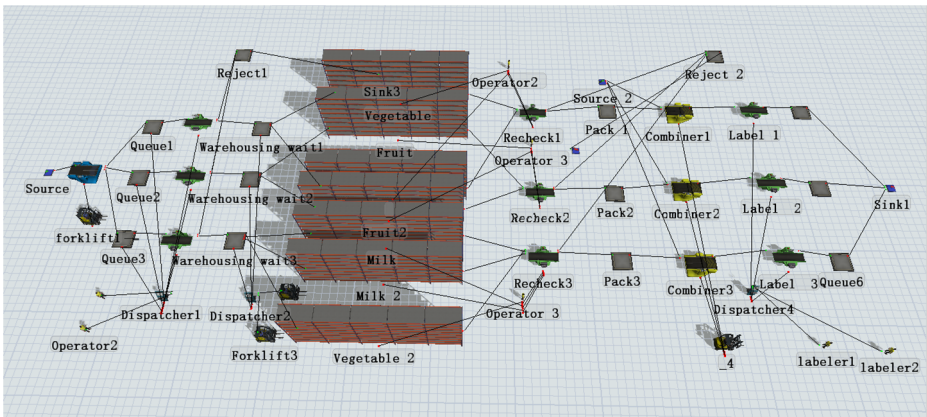 Reject1
Sink3
Operator2
Source 2
Reject 2
Vegetable
Queue1
Warehousing wait1
Fruit
Recheck1
Operator 3
Pack 1
Combiner1
Label 1
Source
Queue2
Warehousing wait2
forklift1
Fruit2
Recheck2
Pack2
Combiner2
Label 2
Sink1
Queue3
Warehousing wait3
Milk
Recheck3
Pack3
Combiner3
Label 3
Queue6
Milk 2
Dispatcher1
Dispatcher2
Operator 3
Dispatcher4
Operator2
Forklift3
Vegetable 2
_4
labeler1
labeler2